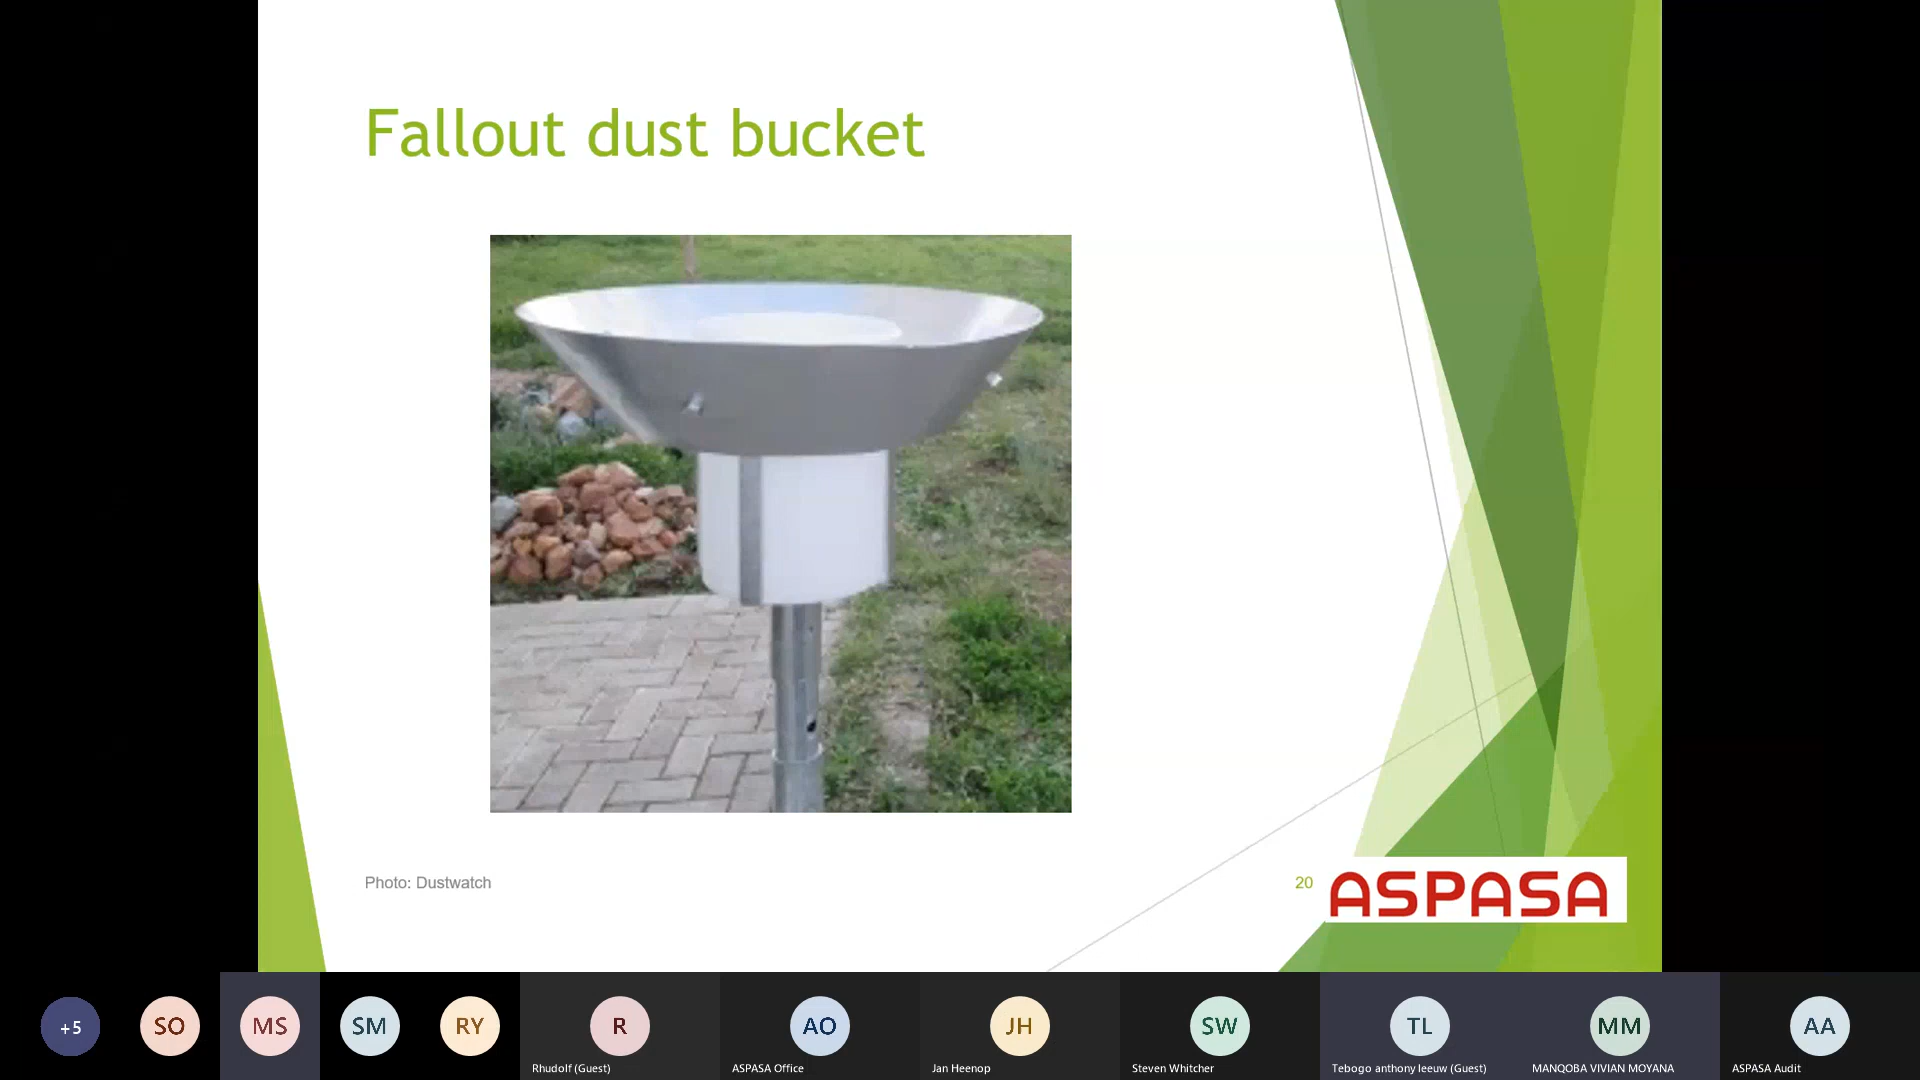 Fallout dust bucket
Photo: Dustwatch
20
ASPASA
+5
SO
MS
SM
RY
R
AO
JH
SW
TL
MM
AA
Rhudolf (Guest)
ASPASA Office
Jan Heenop
Steven Whitcher
Tebogo anthony leeuw (Guest)
MANQOBA VIVIAN MOYANA
ASPASA Audit